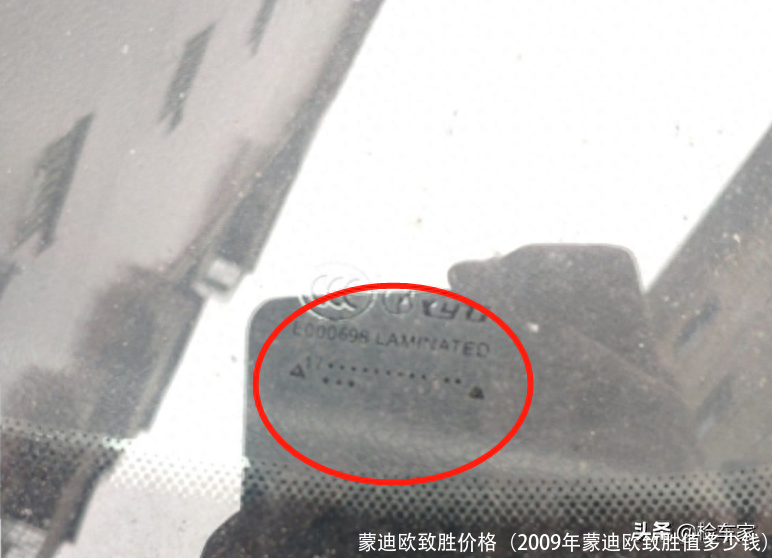 E000698 LAMINATED
17
头条 @检车家
蒙迪欧致胜价格（2009年蒙迪欧致胜值多少钱）